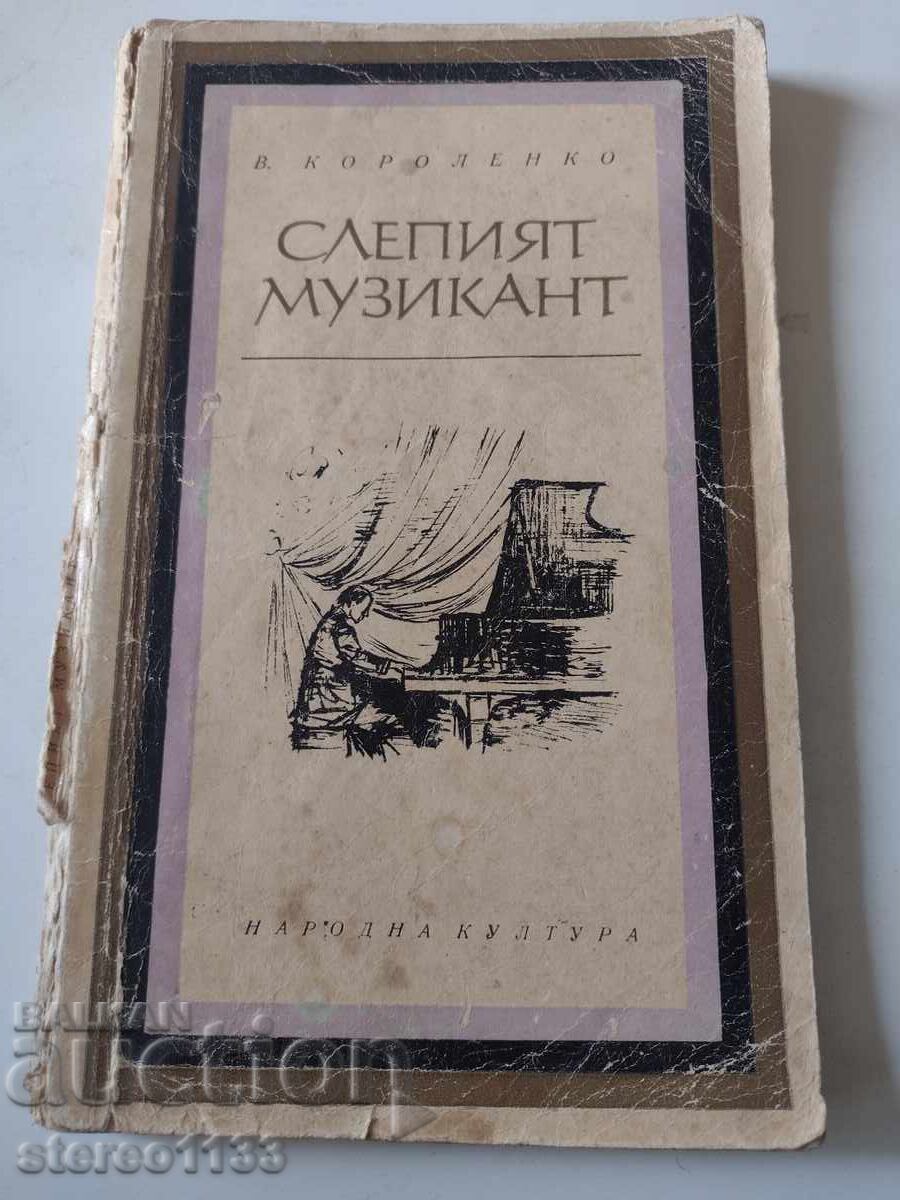 В. КОРОЛЕНКО
СЛЕПИЯТ
МУЗИКАНТ
НАРОДНА КУЛТУРА
BALKAN
auction
stereo1133